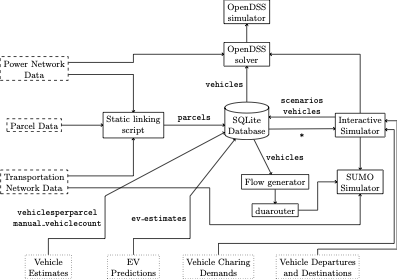 OpenDSS
simulator
Power Network
Data
OpenDSS
solver
vehicles
Parcel Data
Static linking
script
parcels
SQLite
Database
scenarios
vehicles
*
Interactive
Simulator
vehicles
Transportation
Network Data
Flow generator
SUMO
Simulator
duarouter
vehiclesperparcel
manual_vehiclecount
ev-estimates
Vehicle
Estimates
EV
Predictions
Vehicle Charing
Demands
Vehicle Departures
and Destinations